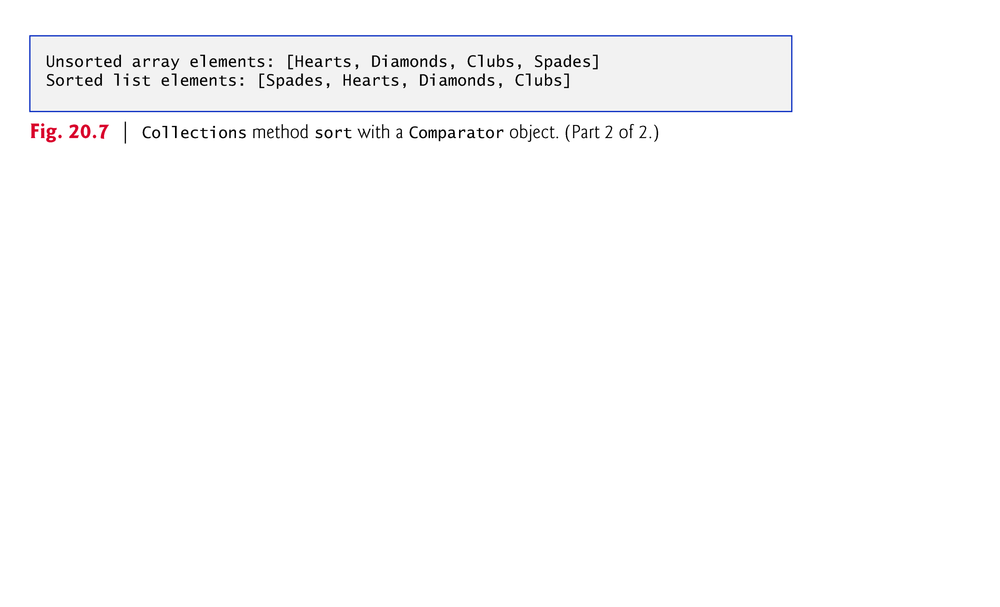 Unsorted array elements: [Hearts, Diamonds, Clubs, Spades]
Sorted list elements: [Spades, Hearts, Diamonds, Clubs]
Fig. 20.7 | Collections method sort with a Comparator object. (Part 2 of 2.)